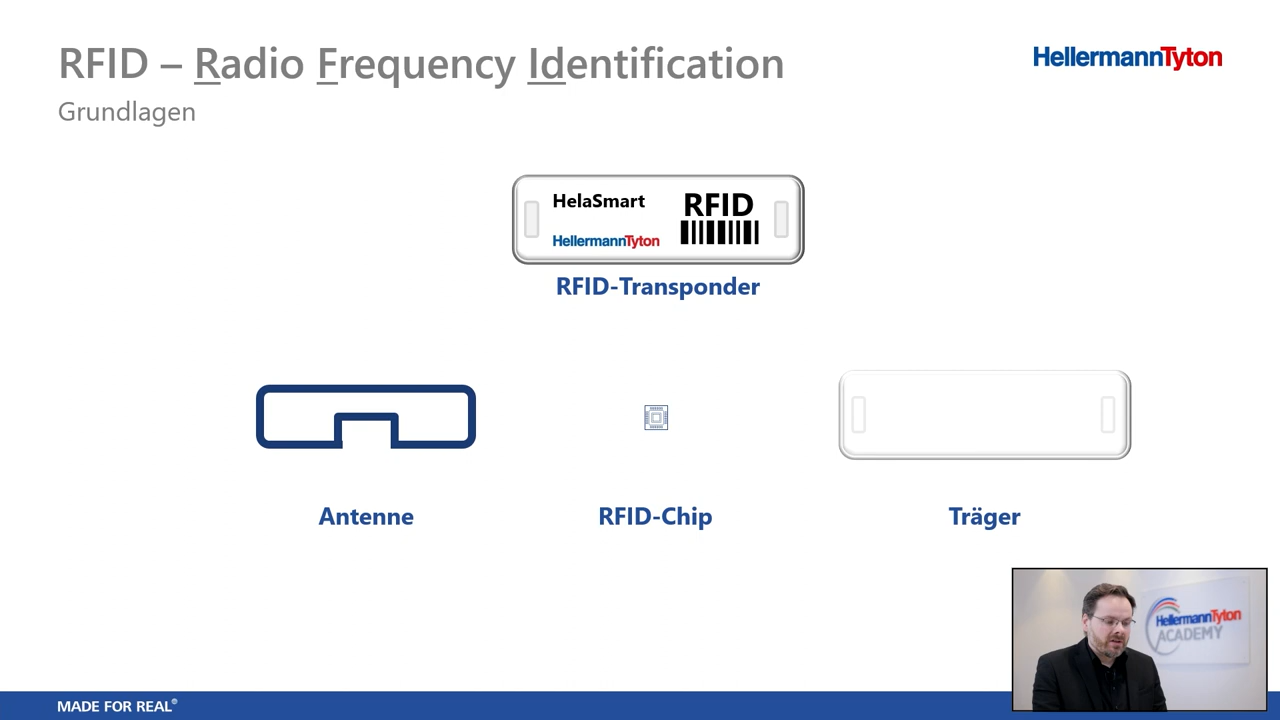 RFID – Radio Frequency Identification
HellermannTyton
Grundlagen
HelaSmart
RFID
HellermannTyton
RFID-Transponder
Antenne
RFID-Chip
Träger
HellermannTyton
ACADEMY
MADE FOR REAL®